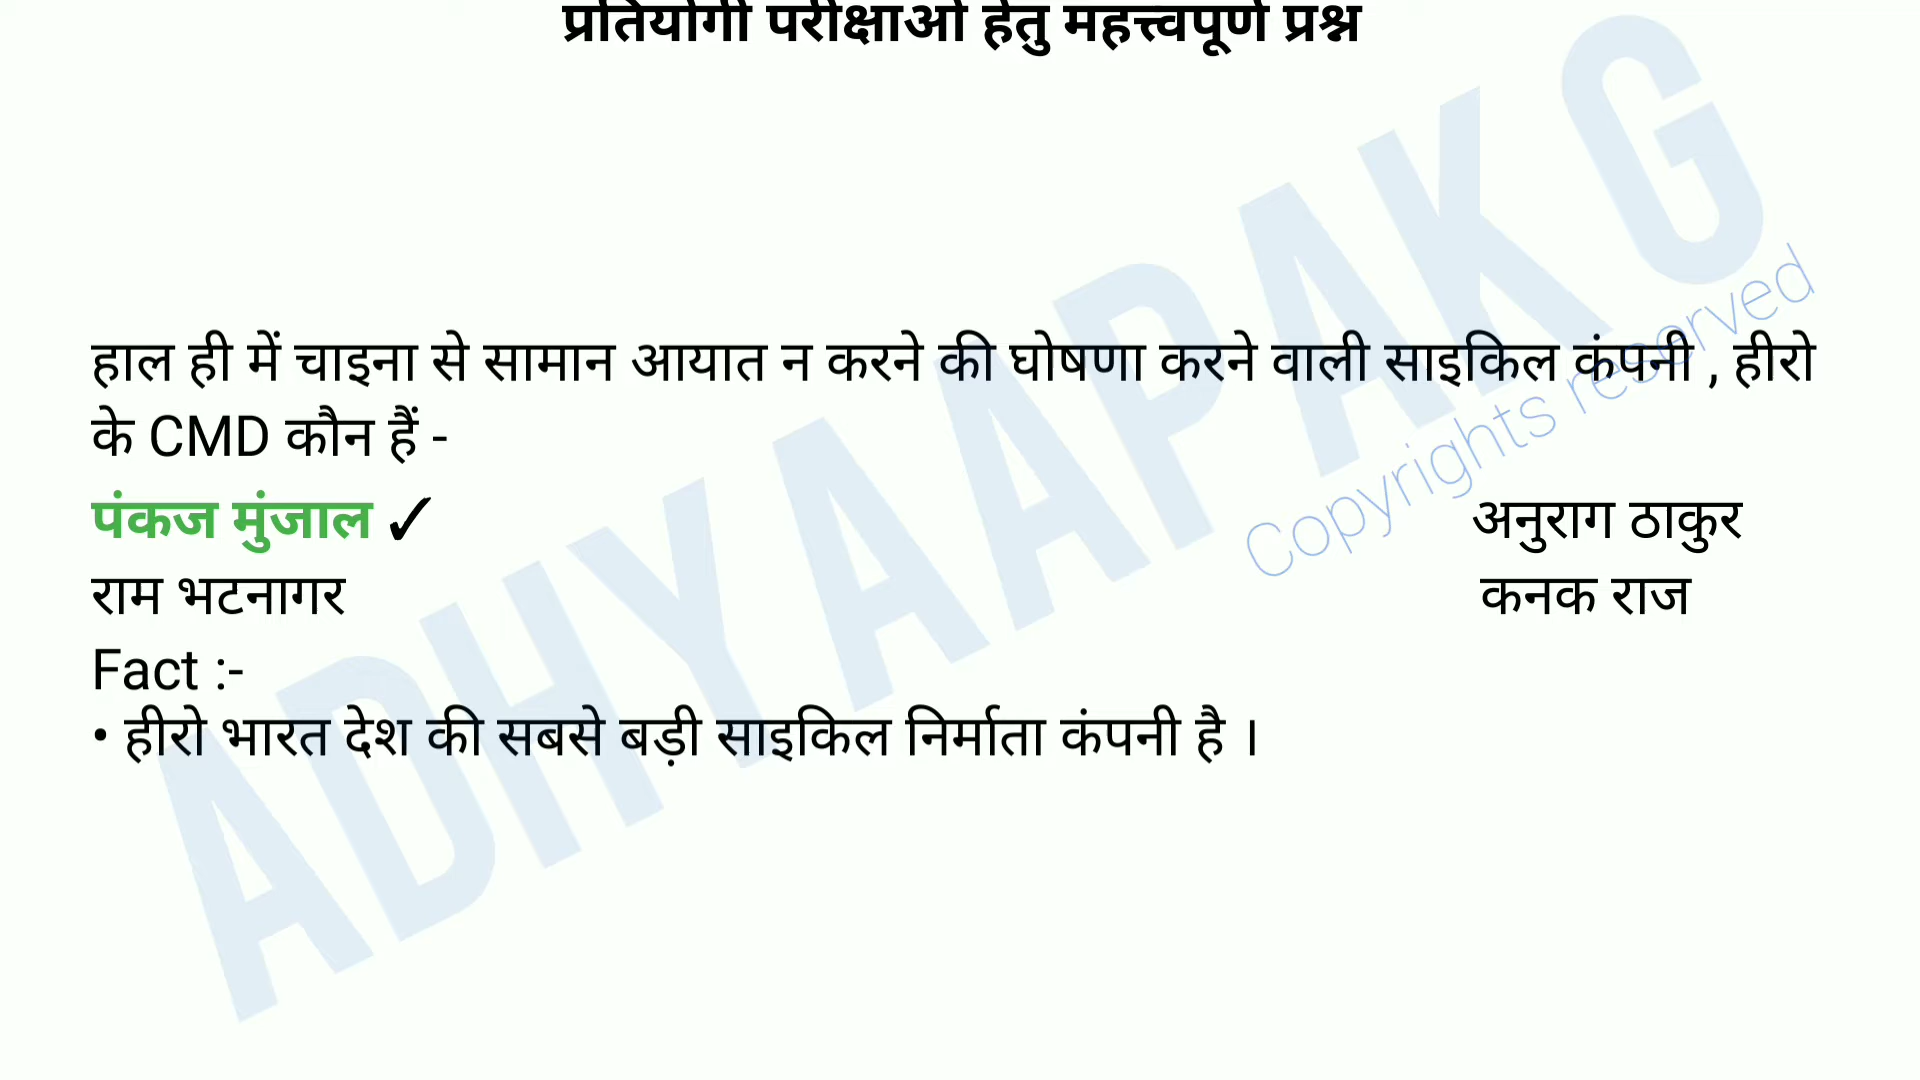 प्रतियोगी परीक्षाओं हेतु महत्त्वपूर्ण प्रश्न
हाल ही में चाइना से सामान आयात न करने की घोषणा करने वाली साइकिल कंपनी , हीरो
के CMD कौन हैं -
पंकज मुंजाल ✓ अनुराग ठाकुर
राम भटनागर कनक राज
Fact :-
• हीरो भारत देश की सबसे बड़ी साइकिल निर्माता कंपनी है ।
ADHYAAPAK G
Copyrights reserved